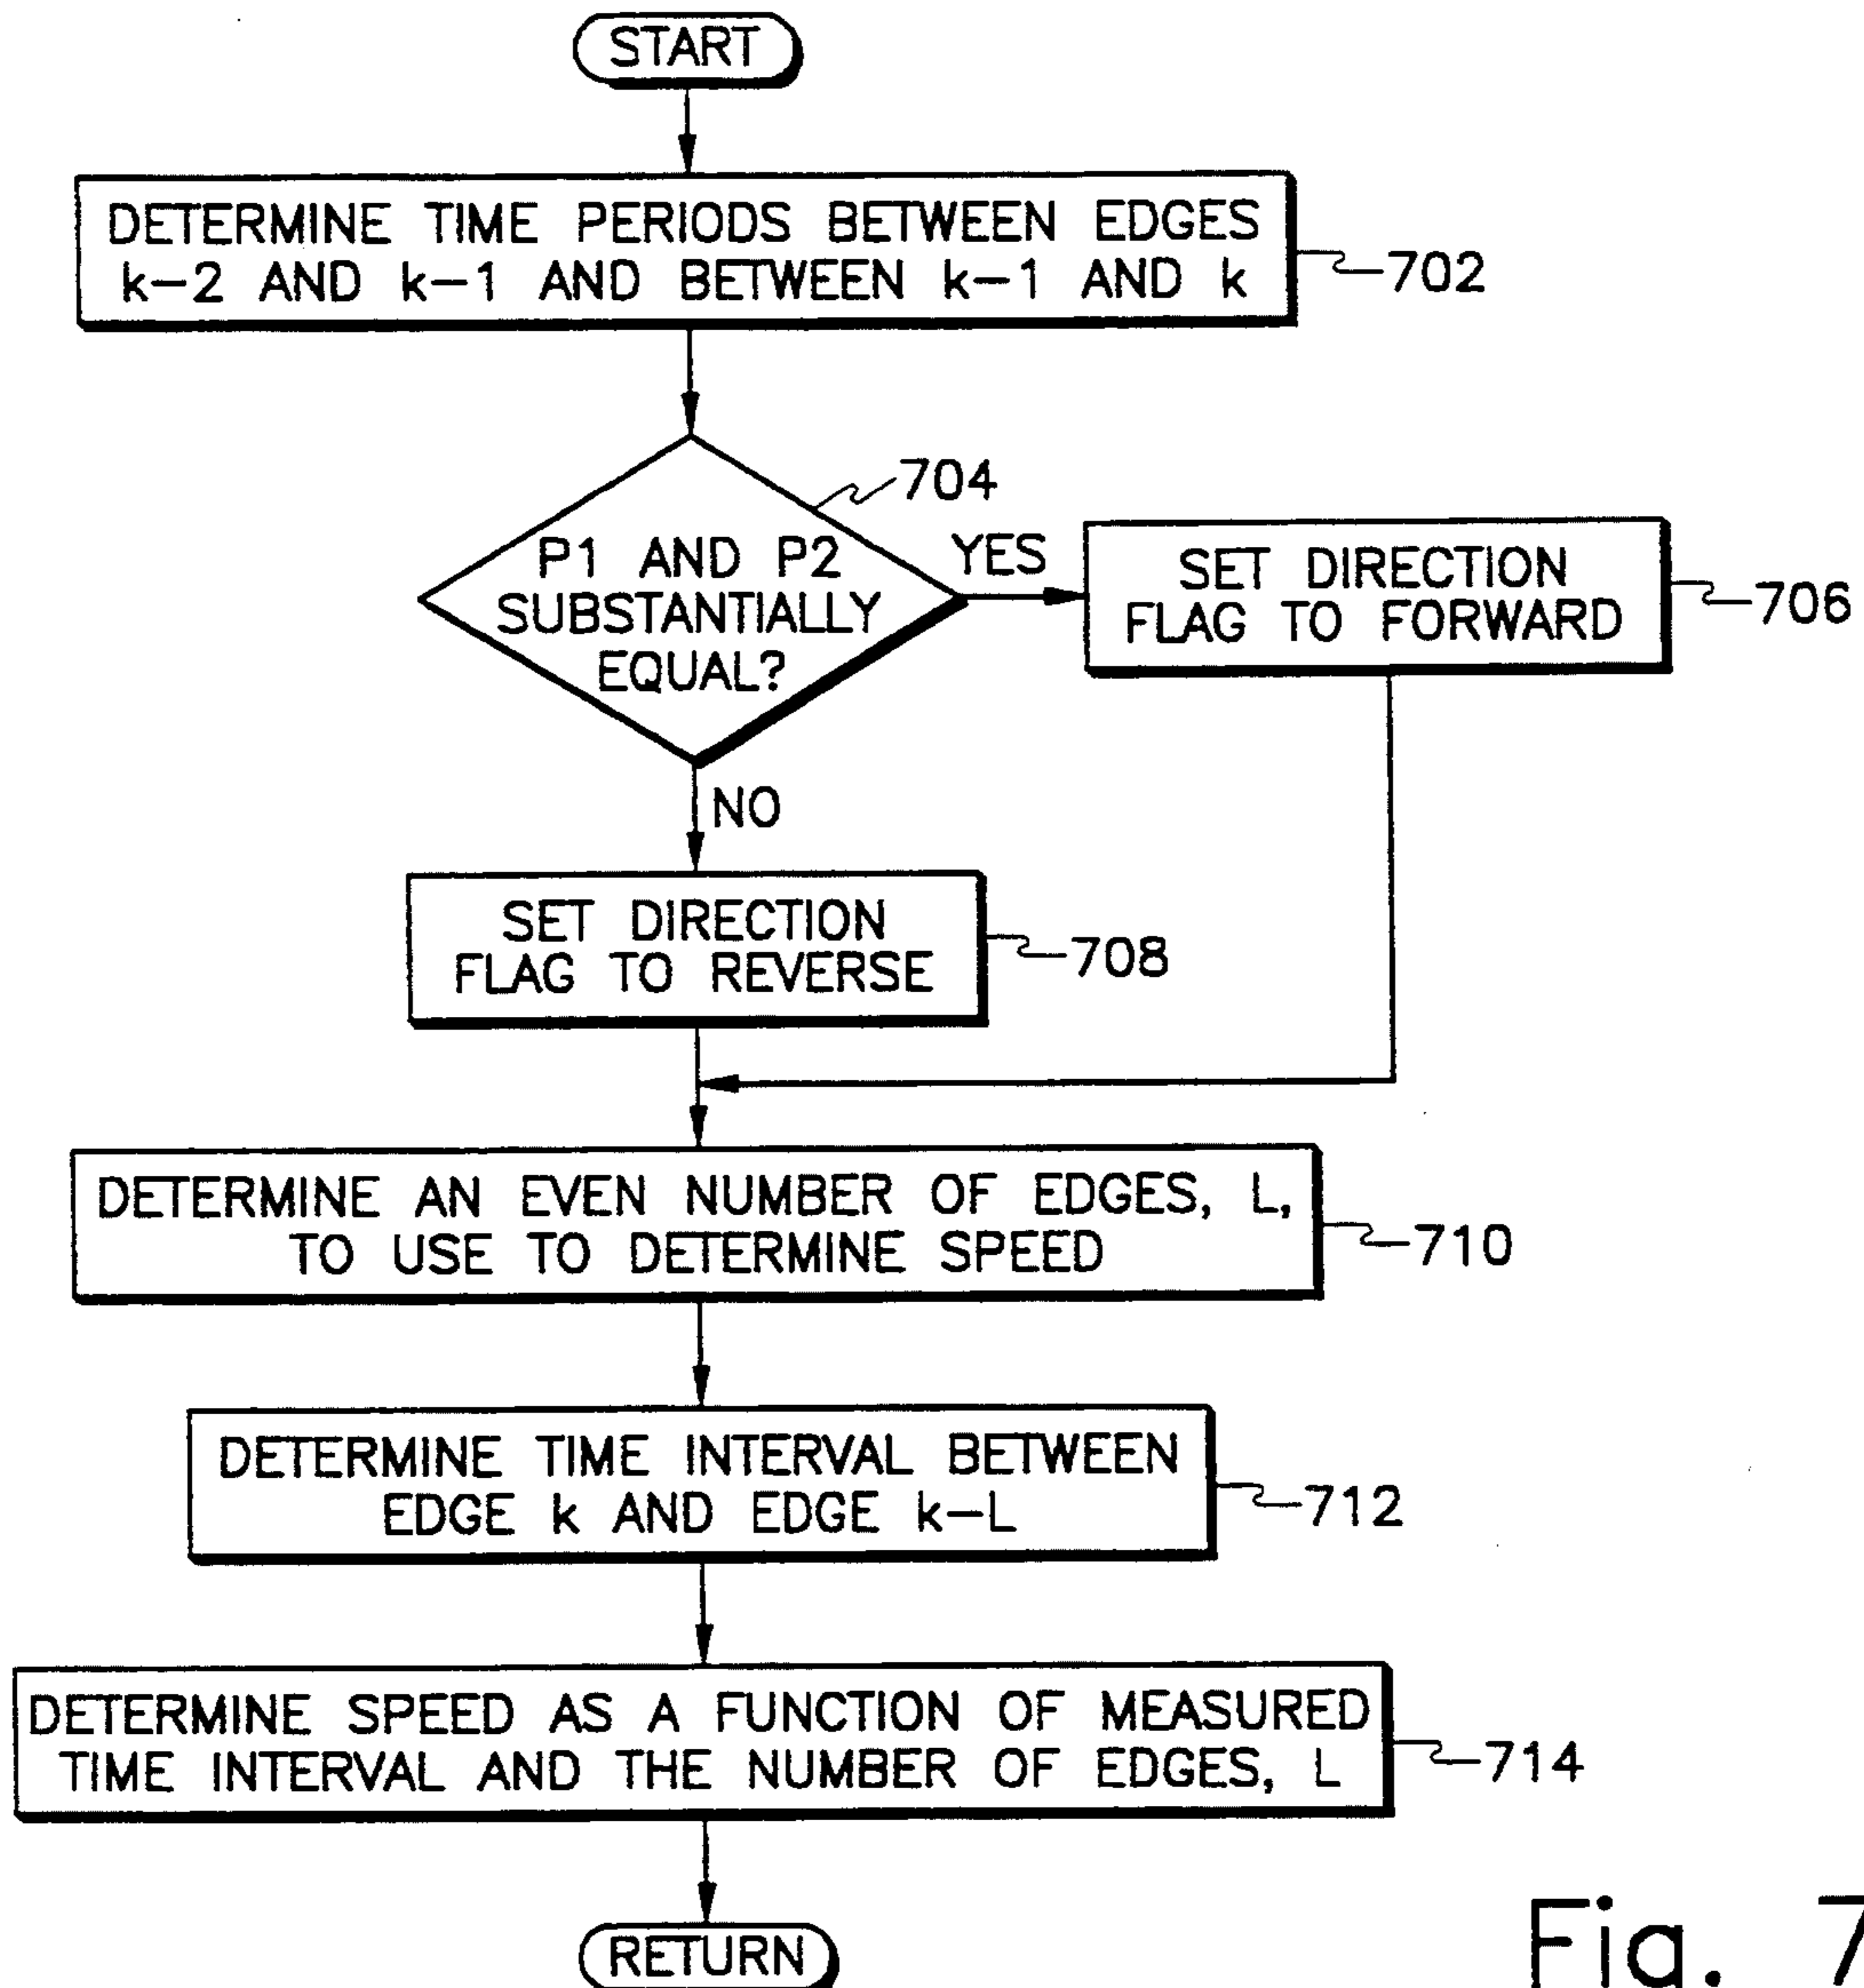 START
DETERMINE TIME PERIODS BETWEEN EDGES
k-2 AND k-1 AND BETWEEN k-1 AND k
702
704
P1 AND P2
SUBSTANTIALLY
EQUAL?
YES
SET DIRECTION
FLAG TO FORWARD
706
NO
SET DIRECTION
FLAG TO REVERSE
708
DETERMINE AN EVEN NUMBER OF EDGES, L,
TO USE TO DETERMINE SPEED
710
DETERMINE TIME INTERVAL BETWEEN
EDGE k AND EDGE k-L
712
DETERMINE SPEED AS A FUNCTION OF MEASURED
TIME INTERVAL AND THE NUMBER OF EDGES, L
714
RETURN
Fig. 7